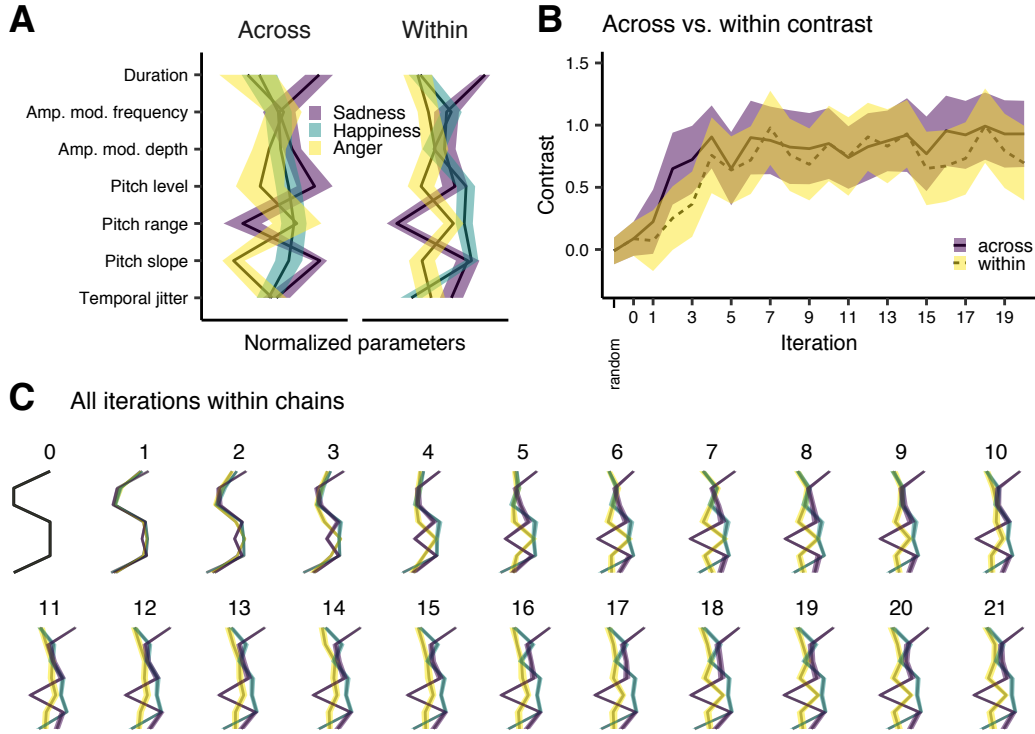 A
Across
Within
Duration
Amp. mod. frequency
Amp. mod. depth
Pitch level
Pitch range
Pitch slope
Temporal jitter
Sadness
Happiness
Anger
Normalized parameters
B
Across vs. within contrast
Contrast
1.5
1.0
0.5
0.0
across
within
random
0 1 3 5 7 9 11 13 15 17 19
Iteration
C
All iterations within chains
0 1 2 3 4 5 6 7 8 9 10
11 12 13 14 15 16 17 18 19 20 21